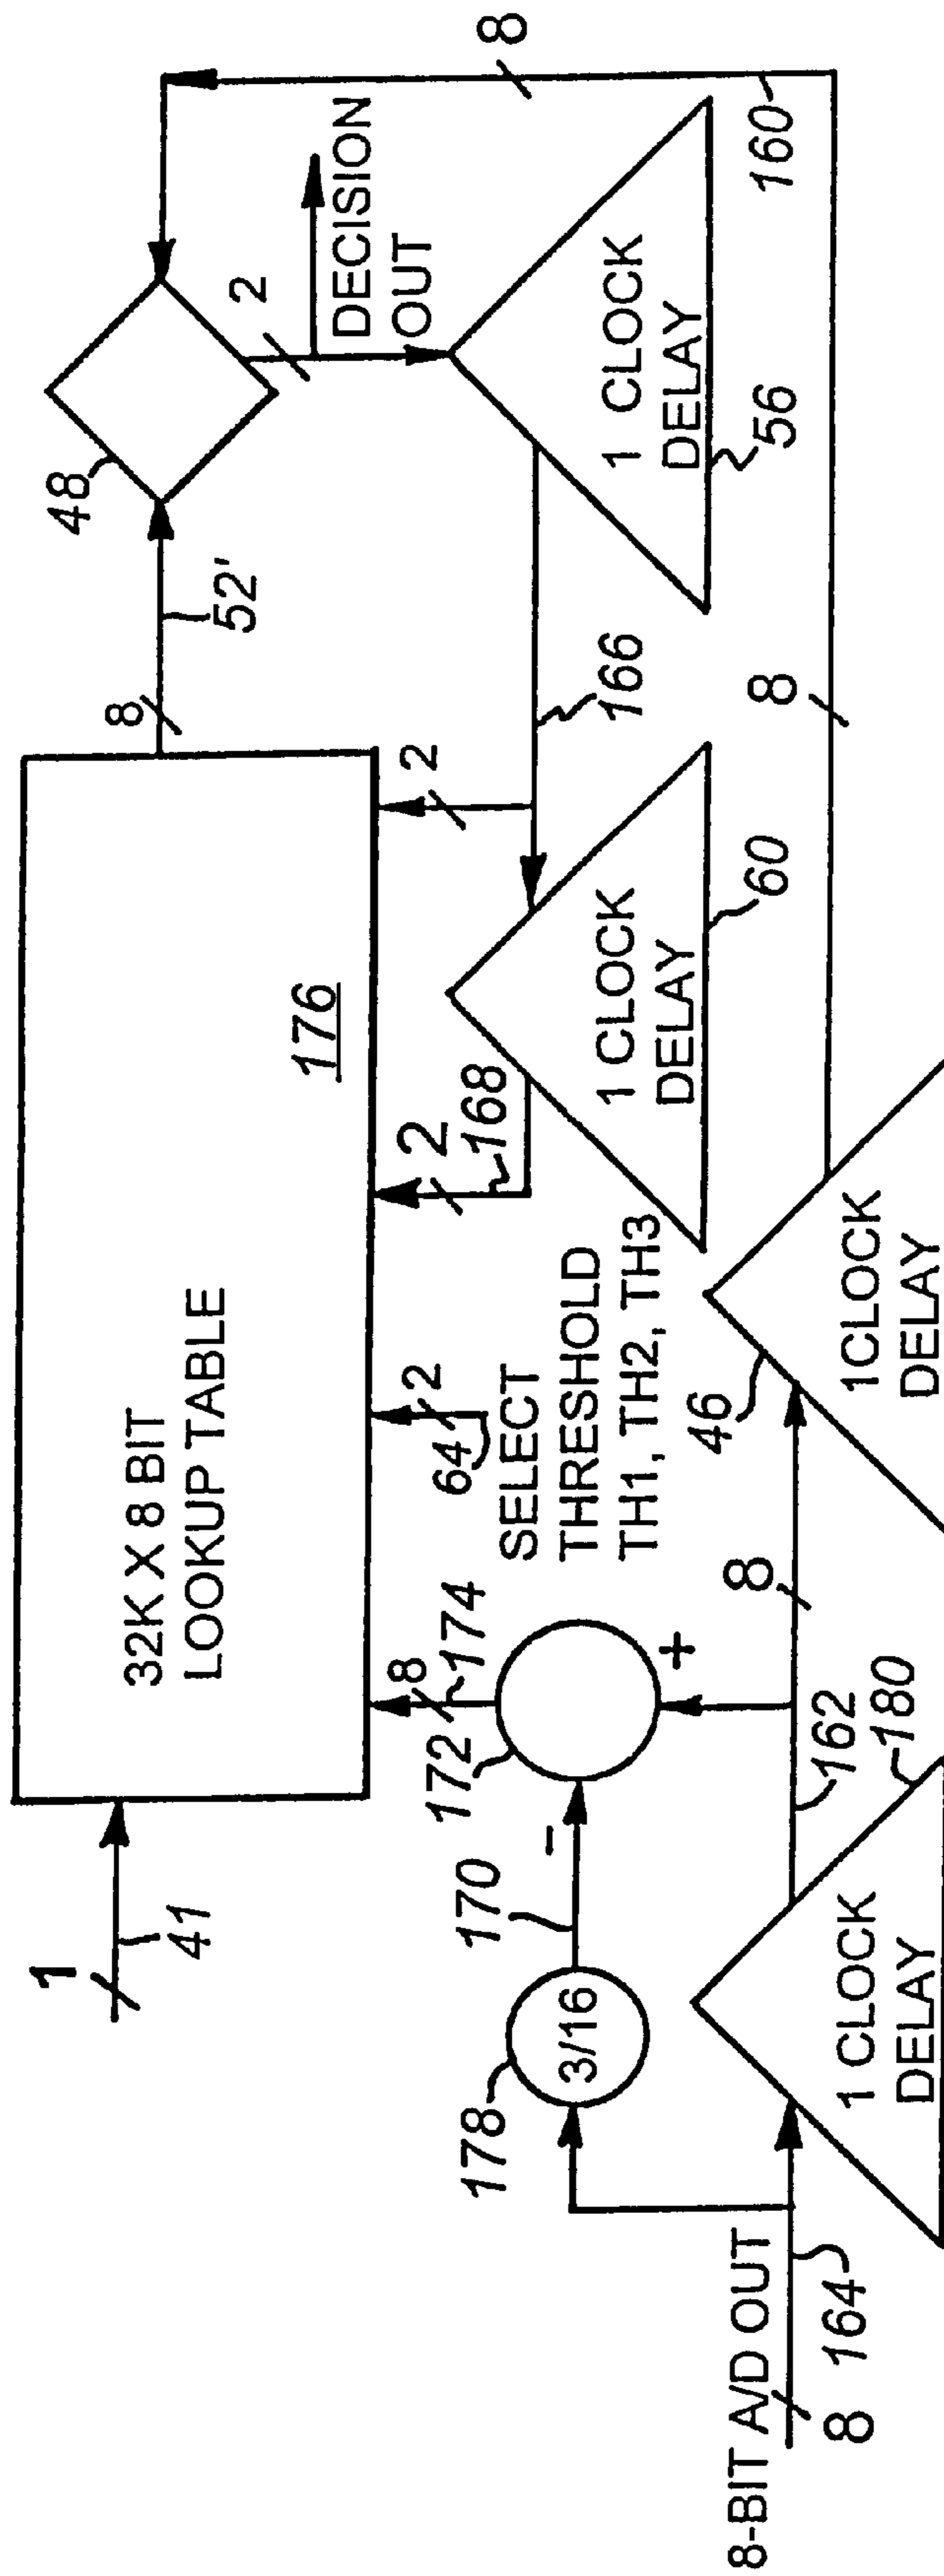 1
41
32K X 8 BIT
LOOKUP TABLE
176
8
52'
48
8
2
DECISION
OUT
1 CLOCK
DELAY
56
160
166
2
1 CLOCK
DELAY
60
2
168
2
64
SELECT
THRESHOLD
TH1, TH2, TH3
8
174
172
+
-
170
3/16
178
8-BIT A/D OUT
8
164
1 CLOCK
DELAY
180
162
8
46
1CLOCK
DELAY
8